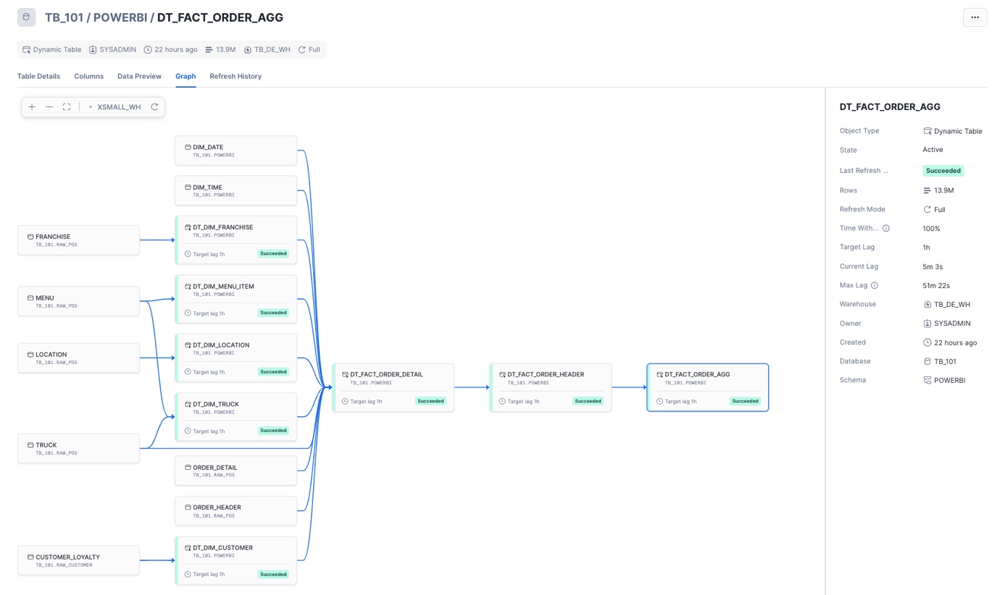 TB_101 / POWERBI / DT_FACT_ORDER_AGG
Dynamic Table SYSADMIN 22 hours ago 13.9M TB_DE_WH Full
Table Details Columns Data Preview Graph Refresh History
XSMALL_WH
DIM_DATE
TB_101.POWERBI
DIM_TIME
TB_101.POWERBI
FRANCHISE
TB_101.RAW_POS
DT_DIM_FRANCHISE
TB_101.POWERBI
Target lag 1h Succeeded
MENU
TB_101.RAW_POS
DT_DIM_MENU_ITEM
TB_101.POWERBI
Target lag 1h Succeeded
LOCATION
TB_101.RAW_POS
DT_DIM_LOCATION
TB_101.POWERBI
Target lag 1h Succeeded
DT_DIM_TRUCK
TB_101.POWERBI
Target lag 1h Succeeded
TRUCK
TB_101.RAW_POS
ORDER_DETAIL
TB_101.RAW_POS
ORDER_HEADER
TB_101.RAW_POS
CUSTOMER_LOYALTY
TB_101.RAW_CUSTOMER
DT_DIM_CUSTOMER
TB_101.POWERBI
Target lag 1h Succeeded
DT_FACT_ORDER_DETAIL
TB_101.POWERBI
Target lag 1h Succeeded
DT_FACT_ORDER_HEADER
TB_101.POWERBI
Target lag 1h Succeeded
DT_FACT_ORDER_AGG
TB_101.POWERBI
Target lag 1h Succeeded
DT_FACT_ORDER_AGG
Object Type Dynamic Table
State Active
Last Refresh ... Succeeded
Rows 13.9M
Refresh Mode Full
Time With... 100%
Target Lag 1h
Current Lag 5m 3s
Max Lag 51m 22s
Warehouse TB_DE_WH
Owner SYSADMIN
Created 22 hours ago
Database TB_101
Schema POWERBI